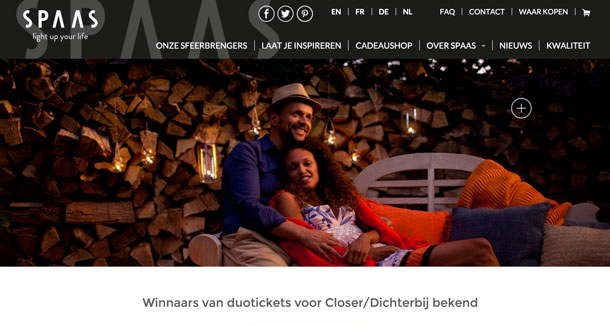 SPAAS
light up your life
EN | FR | DE | NL
FAQ | CONTACT | WAAR KOPEN |
ONZE SFEERBRENGERS | LAAT JE INSPIREREN | CADEAUSHOP | OVER SPAAS | NIEUWS | KWALITEIT
SPAAS
Winnaars van duotickets voor Closer/Dichterbij bekend